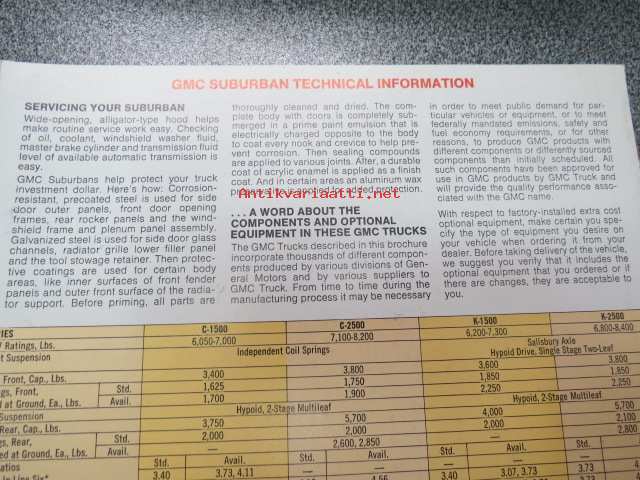 GMC SUBURBAN TECHNICAL INFORMATION
SERVICING YOUR SUBURBAN
Wide-opening, alligator-type hood helps
make routine service work easy. Checking
of oil, coolant, windshield washer fluid,
master brake cylinder and transmission fluid
level of available automatic transmission is
easy.
GMC Suburbans help protect your truck
investment dollar. Here's how: Corrosion-
resistant, precoated steel is used for side
door outer panels, front door opening
frames, rear rocker panels and the wind-
shield frame and plenum panel assembly.
Galvanized steel is used for side door glass
channels, radiator grille lower filler panel
and the tool stowage retainer. Then protec-
tive coatings are used for certain body
areas, like inner surfaces of front fender
panels and outer front surface of the radia-
tor support. Before priming, all parts are
thoroughly cleaned and dried. The com-
plete body with doors is completely sub-
merged in a prime paint emulsion that is
electrically charged opposite to the body
to coat every nook and crevice to help pre-
vent corrosion. Then sealing compounds
are applied to various joints. After, a durable
coat of acrylic enamel is applied as a finish
coat. And in certain areas an aluminum wax
for added protection.
Antikvariaatti.net
. . . A WORD ABOUT THE
COMPONENTS AND OPTIONAL
EQUIPMENT IN THESE GMC TRUCKS
The GMC Trucks described in this brochure
incorporate thousands of different compon-
ents produced by various divisions of Gen-
eral Motors and by various suppliers to
GMC Truck. From time to time during the
manufacturing process it may be necessary
in order to meet public demand for par-
ticular vehicles or equipment, or to meet
federally mandated emissions, safety and
fuel economy requirements, or for other
reasons, to produce GMC products with
different components or differently sourced
components than initially scheduled. All
such components have been approved for
use in GMC products by GMC Truck and
will provide the quality performance asso-
ciated with the GMC name.
With respect to factory-installed extra cost
optional equipment, make certain you spe-
cify the type of equipment you desire on
your vehicle when ordering it from your
dealer. Before taking delivery of the vehicle,
we suggest you verify that it includes the
optional equipment that you ordered or if
there are changes, they are acceptable to
you.
IES C-1500 C-2500 K-1500 K-2500
Ratings, Lbs. 6,050-7,000 7,100-8,200 6,200-7,300 6,800-8,400
t Suspension Independent Coil Springs Salisbury Axle
Hypoid Drive, Single Stage Two-Leaf
Front, Cap., Lbs. 3,400 3,800 3,600 3,800
gs, Front, Std. 1,625 1,750 1,850 1,850
d at Ground, Ea., Lbs. Avail. 1,700 1,900 2,250 2,250
Suspension Hypoid, 2-Stage Multileaf Hypoid, 2-Stage Multileaf
Rear, Cap., Lbs. 3,750 5,700 4,000 5,700
gs, Rear, Std. 2,000 2,000 2,000 2,100
ed at Ground, Ea., Lbs. Avail. — 2,600, 2,850 — 2,800
atios Std. Avail. Std. Avail. Std. Avail. Std.
3.40 3.73, 4.11 — 4.56 3.40 3.07, 3.73 4